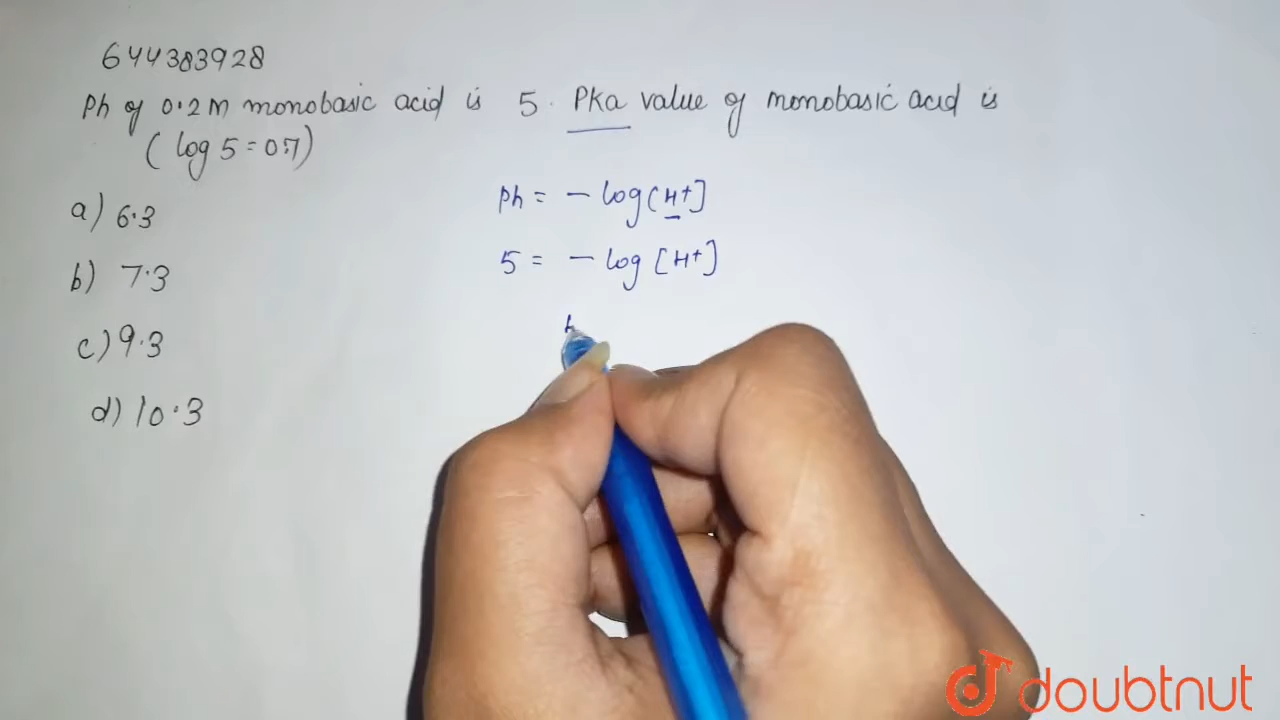 644383928
Ph of 0.2 M monobasic acid is 5. PKa value of monobasic acid is
(log 5 = 0.7)
a) 6.3
b) 7.3
c) 9.3
d) 10.3
Ph = - log [H+]
5 = - log [H+]
doubtnut